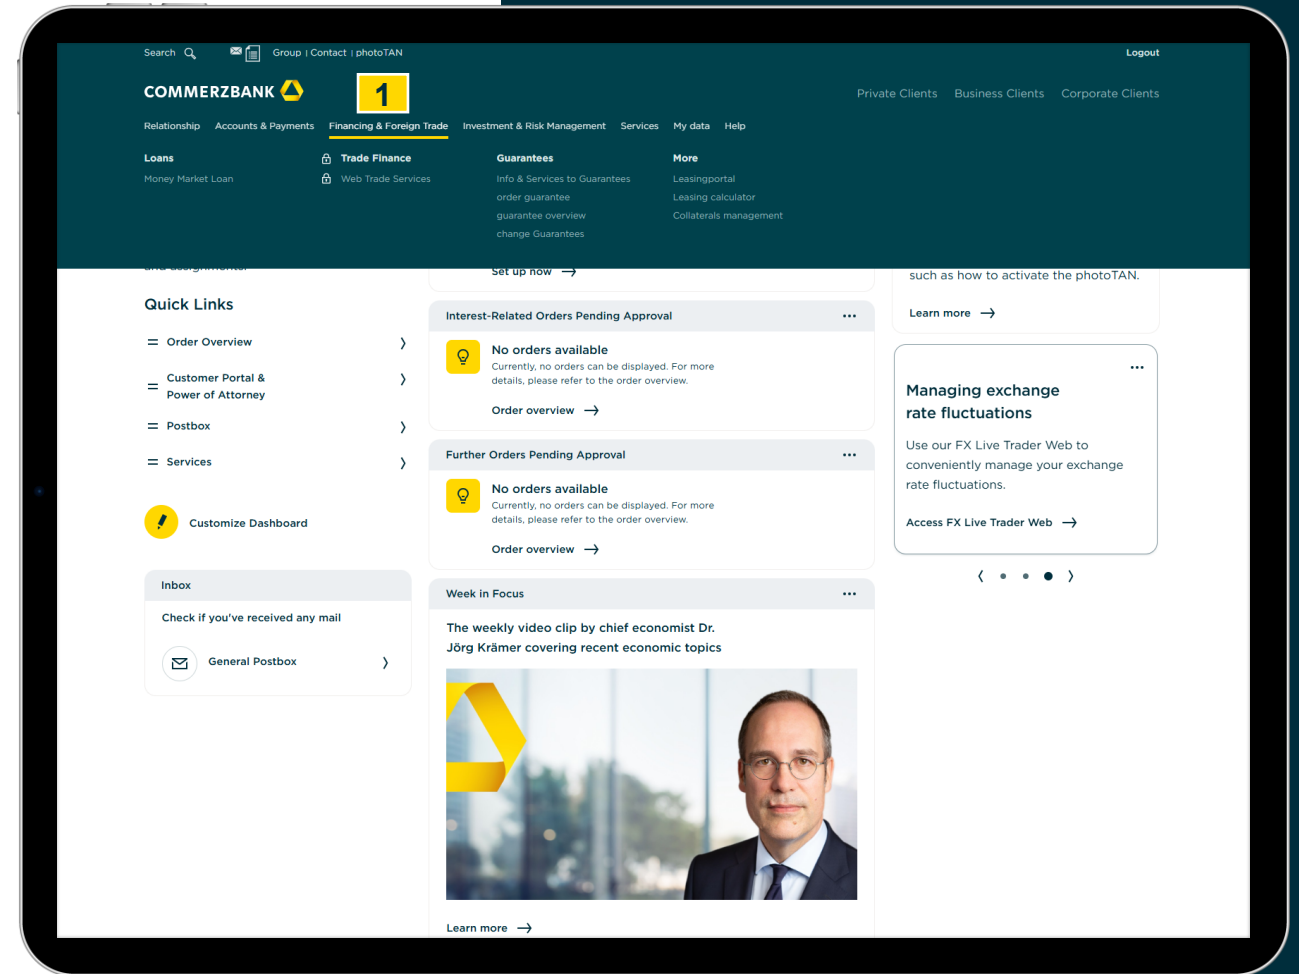 Search
Group | Contact | photoTAN
Logout
COMMERZBANK
1
Private Clients Business Clients Corporate Clients
Relationship Accounts & Payments Financing & Foreign Trade Investment & Risk Management Services My data Help
Loans
Money Market Loan
Trade Finance
Web Trade Services
Guarantees
Info & Services to Guarantees
order guarantee
guarantee overview
change Guarantees
More
Leasingportal
Leasing calculator
Collaterals management
and assignments.
Quick Links
Order Overview
Customer Portal &
Power of Attorney
Postbox
Services
Customize Dashboard
Inbox
Check if you've received any mail
General Postbox
Set up now
Interest-Related Orders Pending Approval
No orders available
Currently, no orders can be displayed. For more
details, please refer to the order overview.
Order overview
Further Orders Pending Approval
No orders available
Currently, no orders can be displayed. For more
details, please refer to the order overview.
Order overview
Week in Focus
The weekly video clip by chief economist Dr.
Jörg Krämer covering recent economic topics
Learn more
such as how to activate the photoTAN.
Learn more
Managing exchange
rate fluctuations
Use our FX Live Trader Web to
conveniently manage your exchange
rate fluctuations.
Access FX Live Trader Web